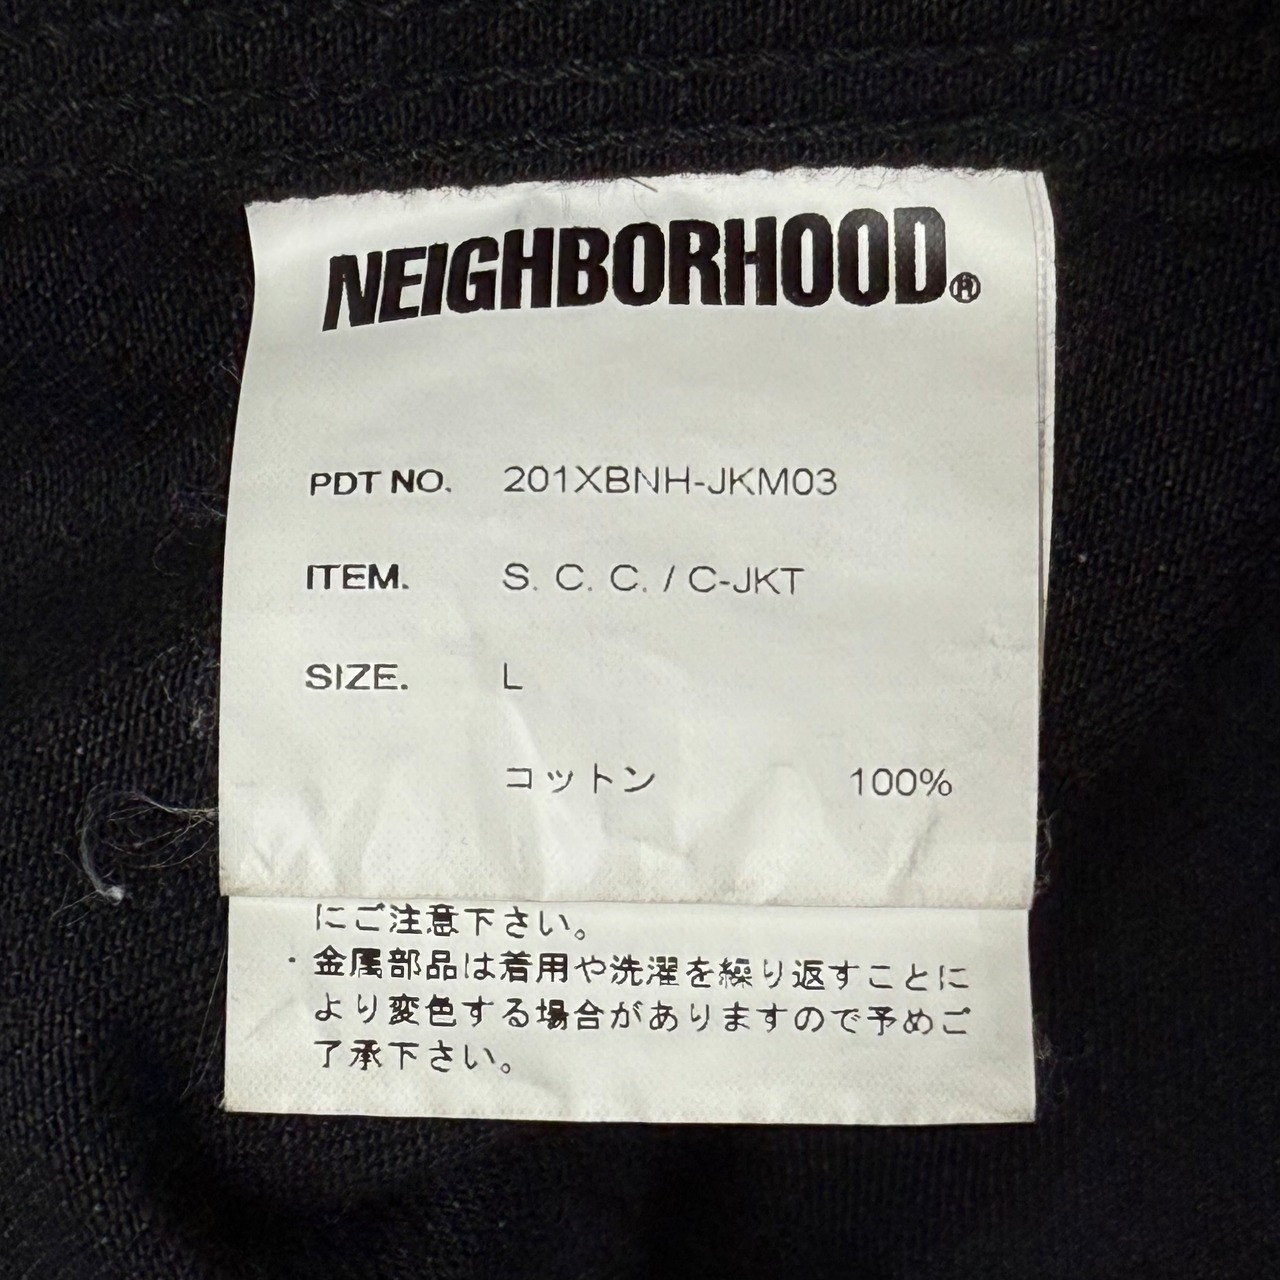 NEIGHBORHOOD®
PDT NO. 201XBNH-JKM03
ITEM. S. C. C. / C-JKT
SIZE. L
コットン 100%
にご注意下さい。
・金属部品は着用や洗濯を繰り返すことに
より変色する場合がありますので予めご
了承下さい。